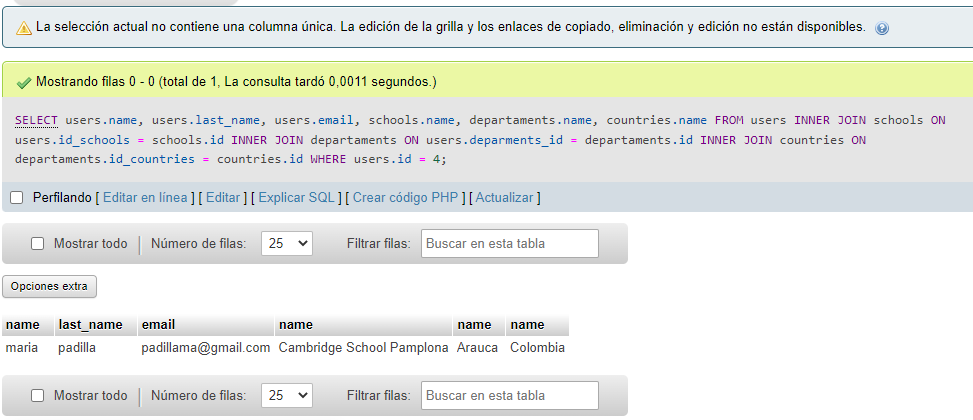 La selección actual no contiene una columna única. La edición de la grilla y los enlaces de copiado, eliminación y edición no están disponibles.
Mostrando filas 0 - 0 (total de 1, La consulta tardó 0,0011 segundos.)
SELECT users.name, users.last_name, users.email, schools.name, departaments.name, countries.name FROM users INNER JOIN schools ON
users.id_schools = schools.id INNER JOIN departaments ON users.deparments_id = departaments.id INNER JOIN countries ON
departaments.id_countries = countries.id WHERE users.id = 4;
Perfilando [ Editar en línea ] [ Editar ] [ Explicar SQL ] [ Crear código PHP ] [ Actualizar ]
Mostrar todo | Número de filas: 25 Filtrar filas: Buscar en esta tabla
Opciones extra
name last_name email name name name
maria padilla padillama@gmail.com Cambridge School Pamplona Arauca Colombia
Mostrar todo | Número de filas: 25 Filtrar filas: Buscar en esta tabla